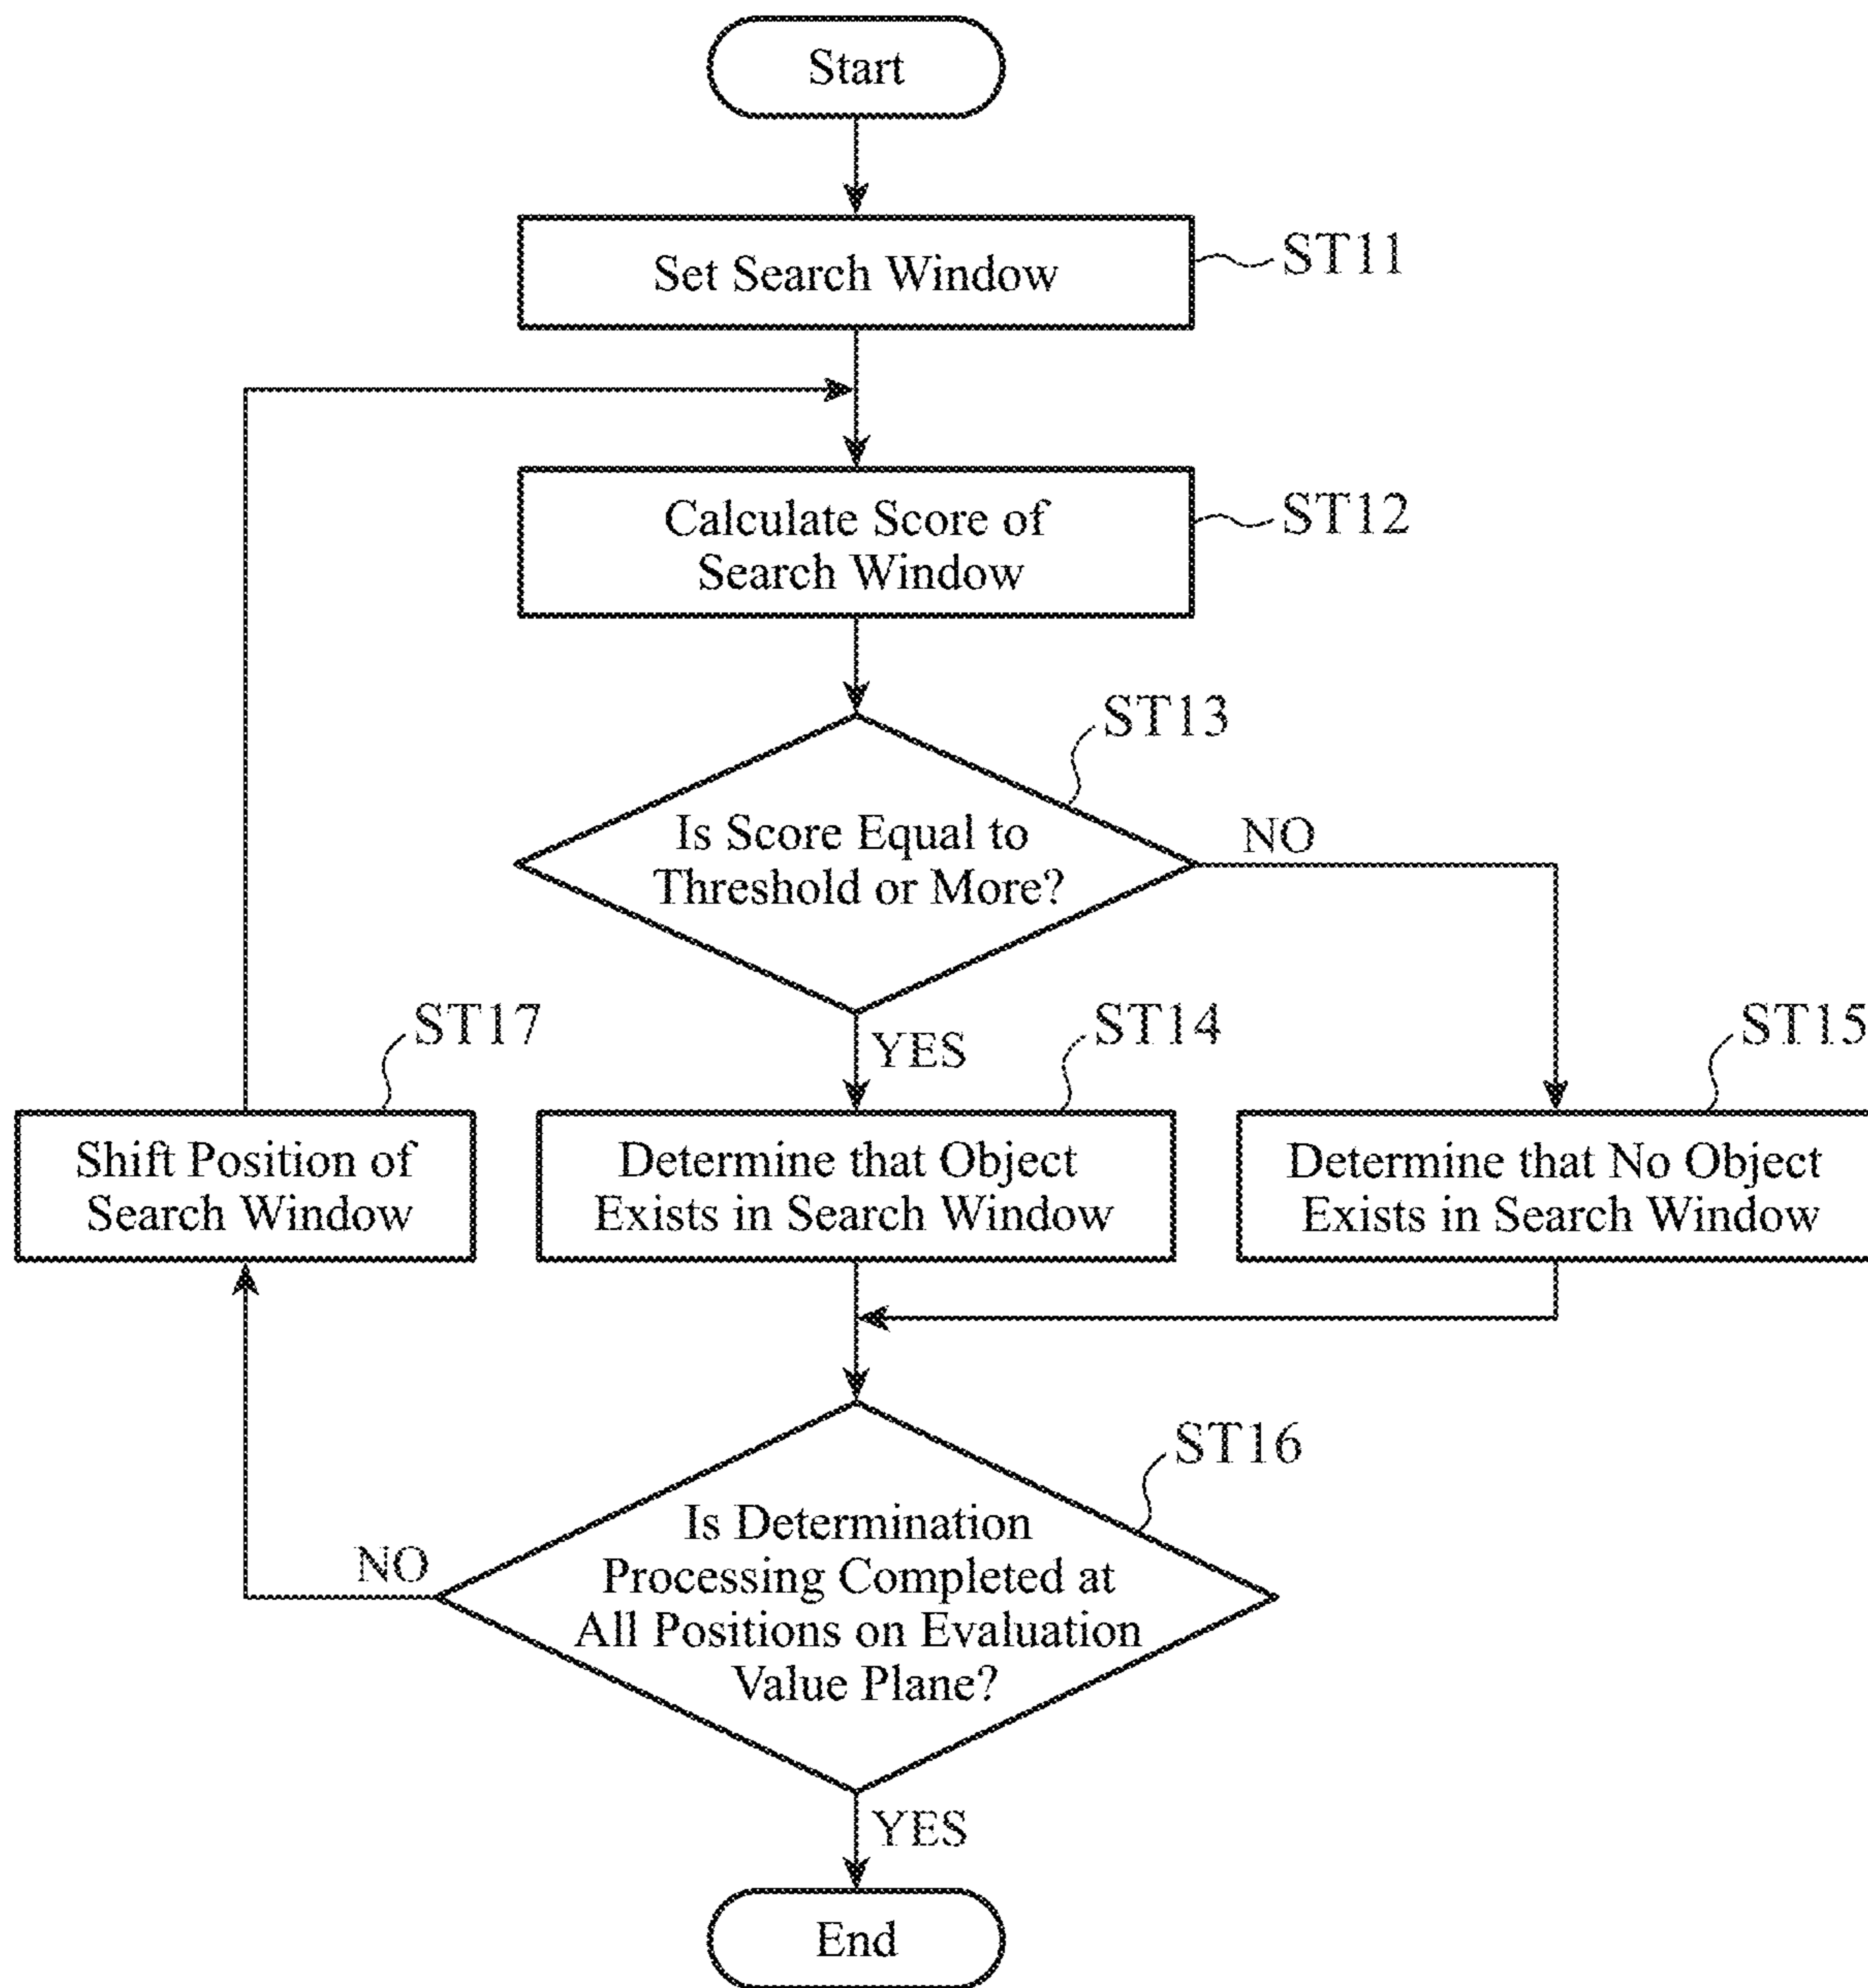 Start
Set Search Window
ST11
Calculate Score of
Search Window
ST12
ST13
Is Score Equal to
Threshold or More?
NO
YES
ST17
ST14
ST15
Shift Position of
Search Window
Determine that Object
Exists in Search Window
Determine that No Object
Exists in Search Window
ST16
Is Determination
Processing Completed at
All Positions on Evaluation
Value Plane?
NO
YES
End